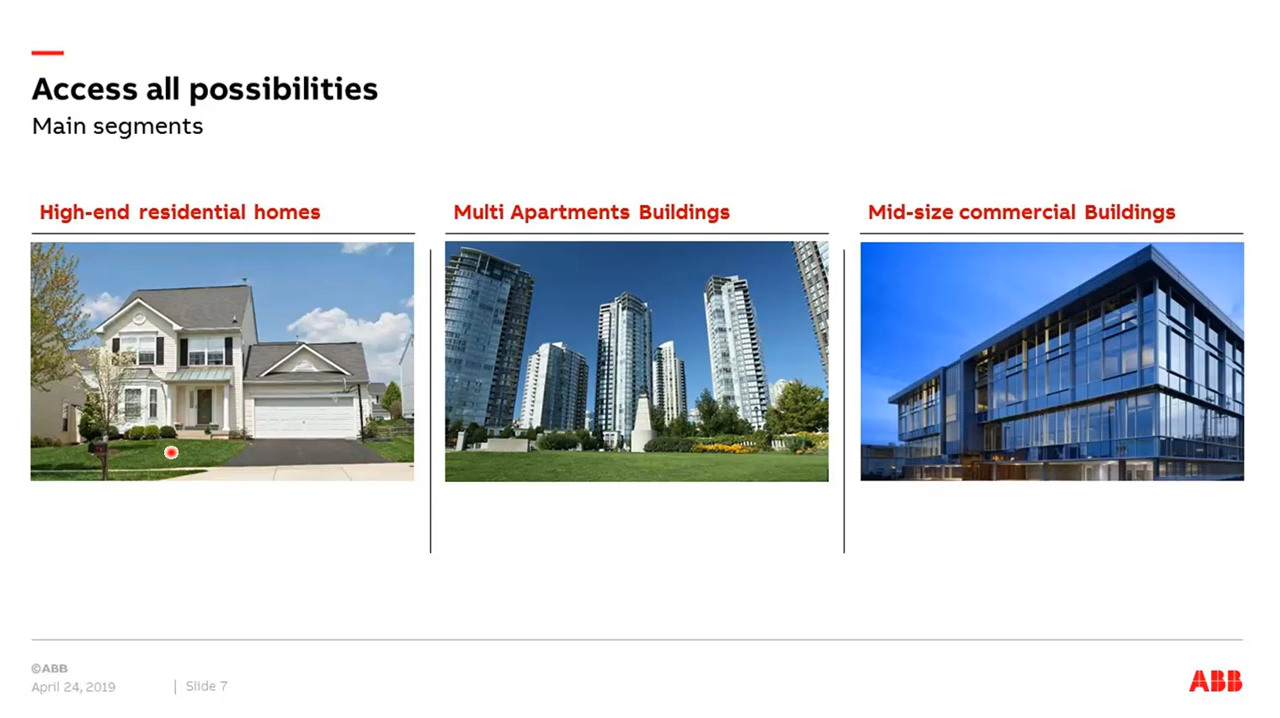 Access all possibilities
Main segments
High-end residential homes
Multi Apartments Buildings
Mid-size commercial Buildings
©ABB
April 24, 2019
Slide 7
ABB